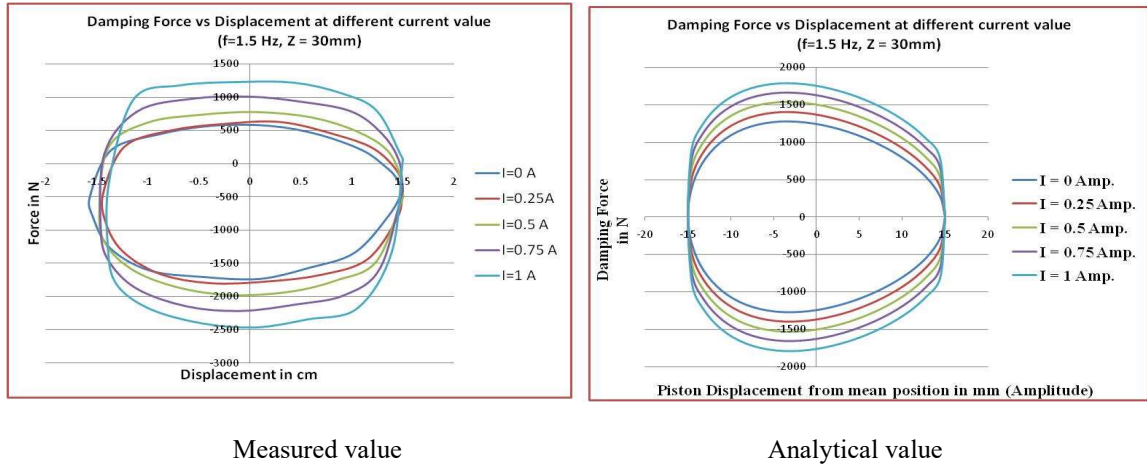 Damping Force vs Displacement at different current value
(f=1.5 Hz, Z = 30mm)
1500
1000
500
0
-2
-1.5
-1
-0.5
0
0.5
1
1.5
2
-500
-1000
-1500
-2000
-2500
-3000
Force in N
Displacement in cm
I=0 A
I=0.25A
I=0.5 A
I=0.75 A
I=1 A
Damping Force vs Displacement at different current value
(f=1.5 Hz, Z = 30mm)
2000
1500
1000
500
0
-20
-15
-10
-5
0
5
10
15
20
-500
-1000
-1500
-2000
Damping Force
in N
Piston Displacement from mean position in mm (Amplitude)
I = 0 Amp.
I = 0.25 Amp.
I = 0.5 Amp.
I = 0.75 Amp.
I = 1 Amp.
Measured value
Analytical value